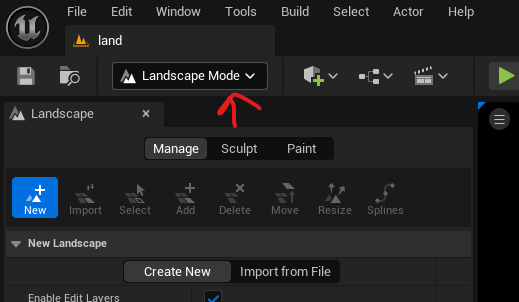 File Edit Window Tools Build Select Actor Help
land
Landscape Mode
Landscape
Manage Sculpt Paint
New Import Select Add Delete Move Resize Splines
New Landscape
Create New Import from File
Enable Edit Layers